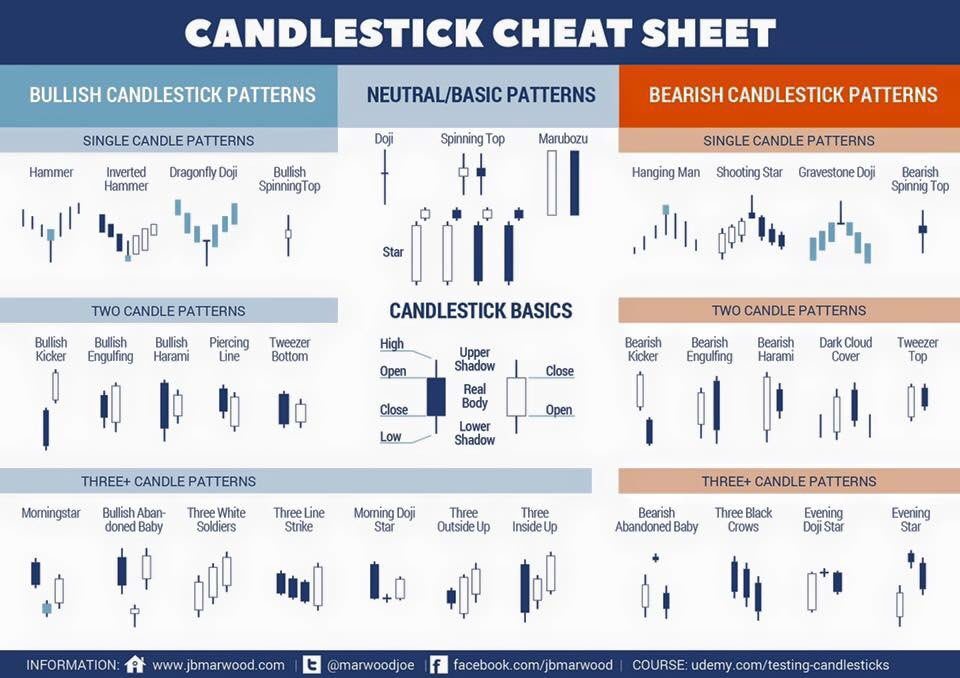 CANDLESTICK CHEAT SHEET
BULLISH CANDLESTICK PATTERNS
NEUTRAL/BASIC PATTERNS
BEARISH CANDLESTICK PATTERNS
SINGLE CANDLE PATTERNS
Hammer
Inverted
Hammer
Dragonfly Doji
Bullish
SpinningTop
Doji
Spinning Top
Marubozu
Star
SINGLE CANDLE PATTERNS
Hanging Man
Shooting Star
Gravestone Doji
Bearish
Spinnig Top
TWO CANDLE PATTERNS
Bullish
Kicker
Bullish
Engulfing
Bullish
Harami
Piercing
Line
Tweezer
Bottom
CANDLESTICK BASICS
High
Open
Close
Low
Upper
Shadow
Real
Body
Lower
Shadow
Close
Open
TWO CANDLE PATTERNS
Bearish
Kicker
Bearish
Engulfing
Bearish
Harami
Dark Cloud
Cover
Tweezer
Top
THREE+ CANDLE PATTERNS
Morningstar
Bullish Aban-
doned Baby
Three White
Soldiers
Three Line
Strike
Morning Doji
Star
Three
Outside Up
Three
Inside Up
THREE+ CANDLE PATTERNS
Bearish
Abandoned Baby
Three Black
Crows
Evening
Doji Star
Evening
Star
INFORMATION: www.jbmarwood.com | @marwoodjoe | facebook.com/jbmarwood | COURSE: udemy.com/testing-candlesticks